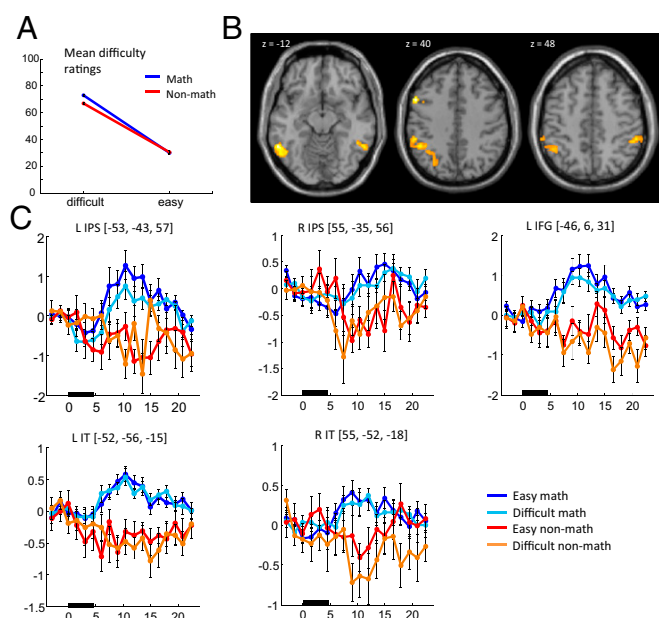 A
Mean difficulty
ratings
Math
Non-math
100
80
60
40
20
0
difficult
easy
B
z = -12
z = 40
z = 48
C
L IPS [-53, -43, 57]
2
1
0
-1
-2
0 5 10 15 20
R IPS [55, -35, 56]
1
0.5
0
-0.5
-1
-1.5
-2
0 5 10 15 20
L IFG [-46, 6, 31]
2
1
0
-1
-2
0 5 10 15 20
L IT [-52, -56, -15]
1
0.5
0
-0.5
-1
-1.5
0 5 10 15 20
R IT [55, -52, -18]
1
0.5
0
-0.5
-1
0 5 10 15 20
Easy math
Difficult math
Easy non-math
Difficult non-math